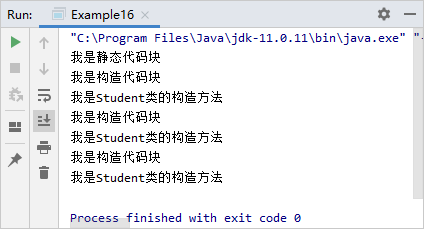 Run: Example16
"C:\Program Files\Java\jdk-11.0.11\bin\java.exe" "-
我是静态代码块
我是构造代码块
我是Student类的构造方法
我是构造代码块
我是Student类的构造方法
我是构造代码块
我是Student类的构造方法
Process finished with exit code 0